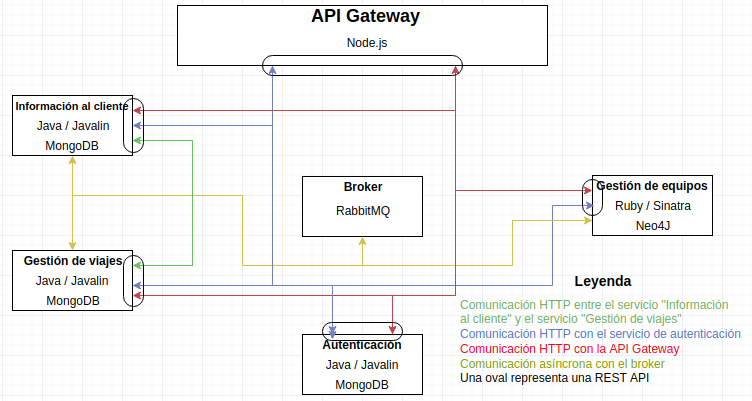 API Gateway
Node.js
Información al cliente
Java / Javalin
MongoDB
Broker
RabbitMQ
Gestión de equipos
Ruby / Sinatra
Neo4J
Gestión de viajes
Java / Javalin
MongoDB
Autenticación
Java / Javalin
MongoDB
Leyenda
Comunicación HTTP entre el servicio "Información
al cliente" y el servicio "Gestión de viajes"
Comunicación HTTP con el servicio de autenticación
Comunicación HTTP con la API Gateway
Comunicación asíncrona con el broker
Una oval representa una REST API